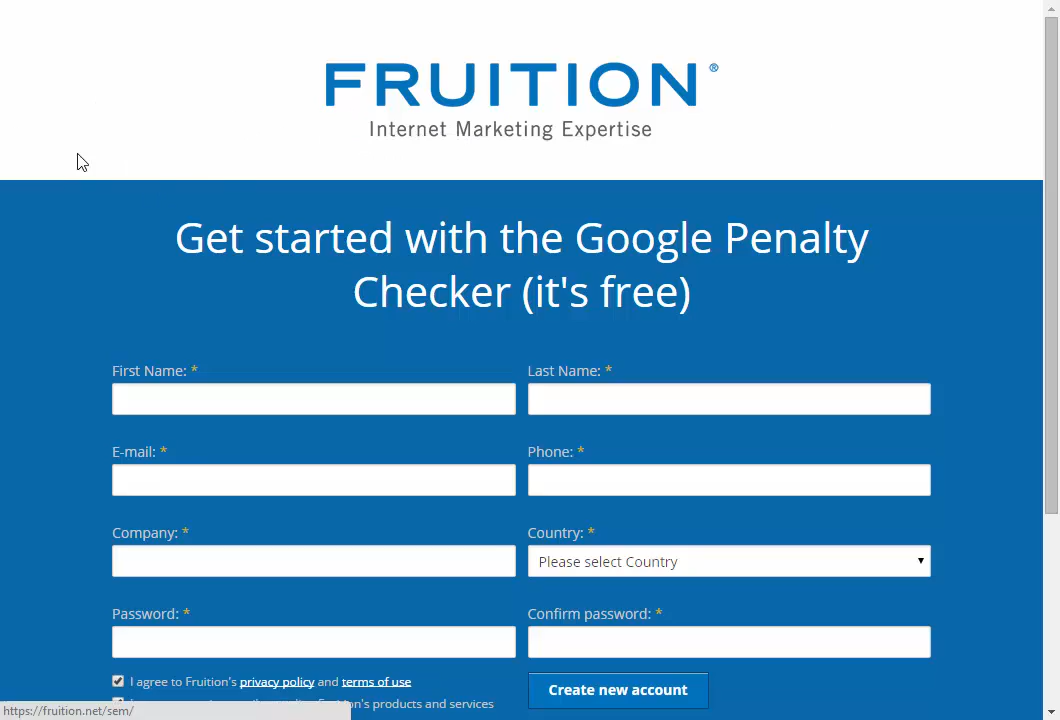 FRUITION®
Internet Marketing Expertise
Get started with the Google Penalty
Checker (it's free)
First Name: *
Last Name: *
E-mail: *
Phone: *
Company: *
Country: *
Please select Country
Password: *
Confirm password: *
I agree to Fruition's privacy policy and terms of use
Create new account
's products and services
https://fruition.net/sem/